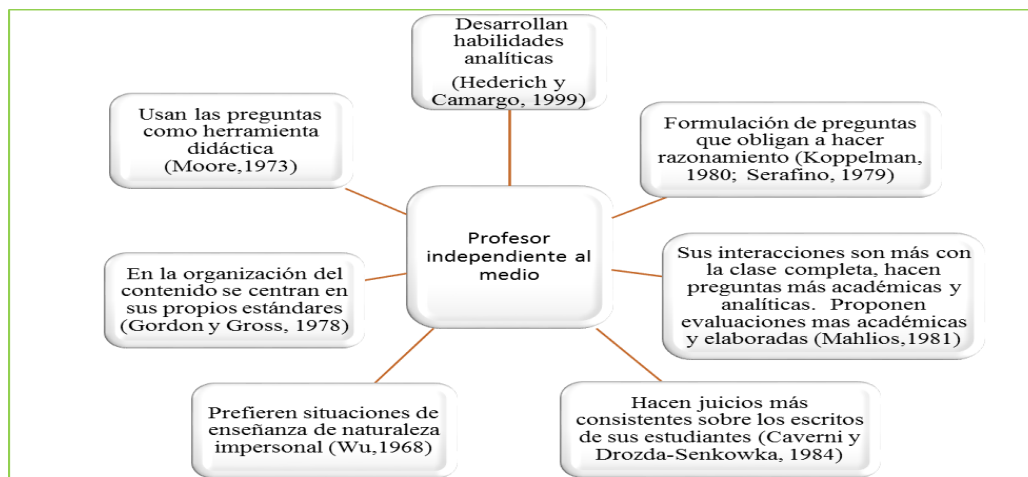 Desarrollan
habilidades
analíticas
(Hederich y
Camargo, 1999)
Usan las preguntas
como herramienta
didáctica
(Moore,1973)
Formulación de preguntas
que obligan a hacer
razonamiento (Koppelman,
1980; Serafino, 1979)
Profesor
independiente al
medio
En la organización del
contenido se centran en
sus propios estándares
(Gordon y Gross, 1978)
Sus interacciones son más con
la clase completa, hacen
preguntas más académicas y
analíticas. Proponen
evaluaciones mas académicas
y elaboradas (Mahlios,1981)
Prefieren situaciones de
enseñanza de naturaleza
impersonal (Wu,1968)
Hacen juicios más
consistentes sobre los escritos
de sus estudiantes (Caverni y
Drozda-Senkowka, 1984)